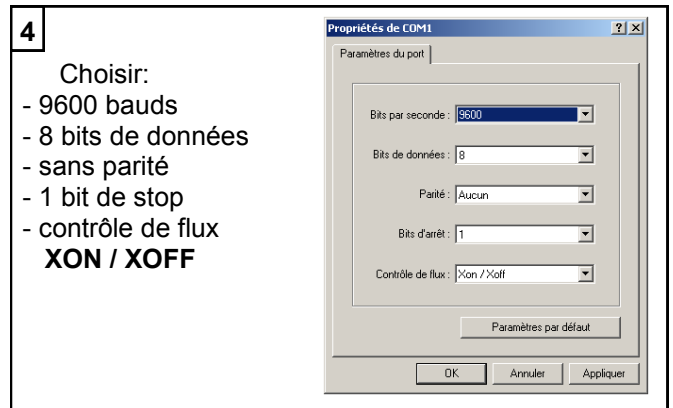 4
Choisir:
- 9600 bauds
- 8 bits de données
- sans parité
- 1 bit de stop
- contrôle de flux
XON / XOFF
Propriétés de COM1
Paramètres du port
Bits par seconde : 9600
Bits de données : 8
Parité : Aucun
Bits d'arrêt : 1
Contrôle de flux : Xon / Xoff
Paramètres par défaut
OK Annuler Appliquer